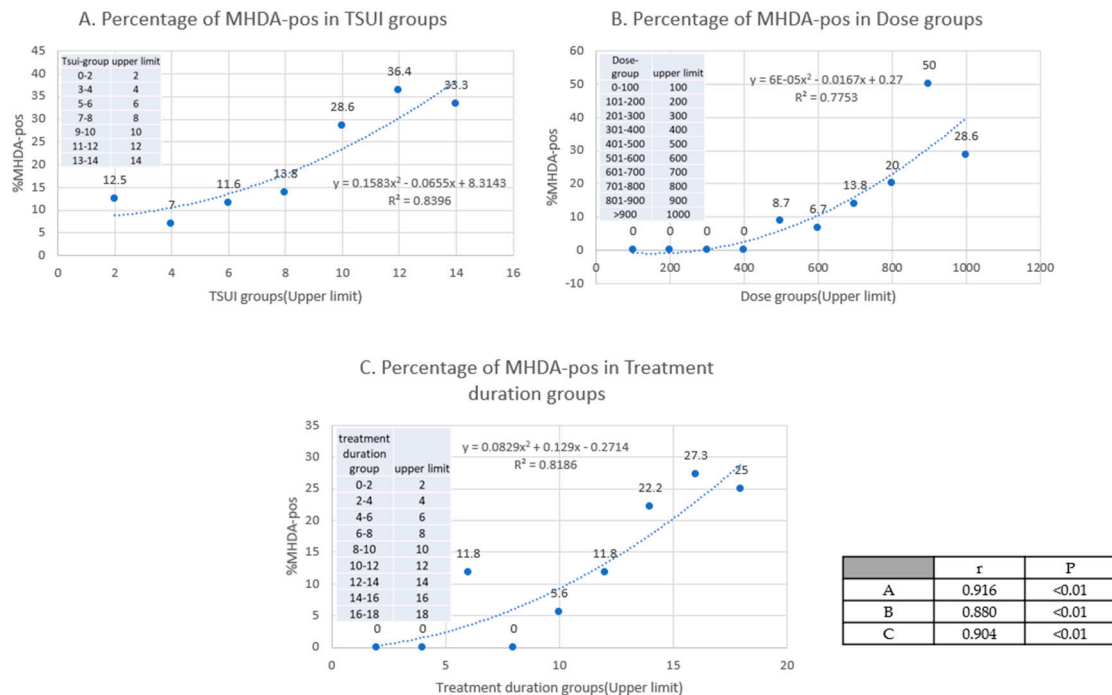 A. Percentage of MHDA-pos in TSUI groups
%MHDA-pos
45
40
35
30
25
20
15
10
5
0
Tsui-group upper limit
0-2 2
3-4 4
5-6 6
7-8 8
9-10 10
11-12 12
13-14 14
12.5
7
11.6
13.8
28.6
36.4
33.3
y = 0.1583x² - 0.0655x + 8.3143
R² = 0.8396
0 2 4 6 8 10 12 14 16
TSUI groups(Upper limit)
B. Percentage of MHDA-pos in Dose groups
%MHDA-pos
60
50
40
30
20
10
0
-10
Dose-
group upper limit
0-100 100
101-200 200
201-300 300
301-400 400
401-500 500
501-600 600
601-700 700
701-800 800
801-900 900
>900 1000
y = 6E-05x² - 0.0167x + 0.27
R² = 0.7753
0 0 0 0
8.7
6.7
13.8
20
50
28.6
0 200 400 600 800 1000 1200
Dose groups(Upper limit)
C. Percentage of MHDA-pos in Treatment
duration groups
%MHDA-pos
35
30
25
20
15
10
5
0
treatment
duration
group upper limit
0-2 2
2-4 4
4-6 6
6-8 8
8-10 10
10-12 12
12-14 14
14-16 16
16-18 18
y = 0.0829x² + 0.129x - 0.2714
R² = 0.8186
0 0
11.8
0
5.6
11.8
22.2
27.3
25
0 5 10 15 20
Treatment duration groups(Upper limit)
r P
A 0.916 <0.01
B 0.880 <0.01
C 0.904 <0.01